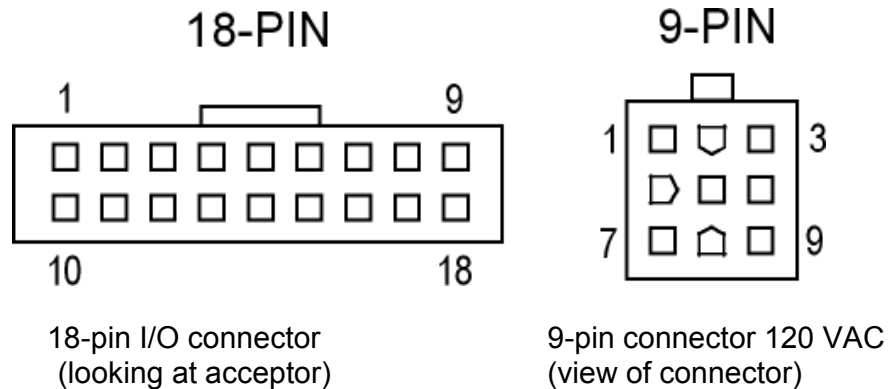 18-PIN
9-PIN
1 9
10 18
1 3
7 9
18-pin I/O connector
(looking at acceptor)
9-pin connector 120 VAC
(view of connector)